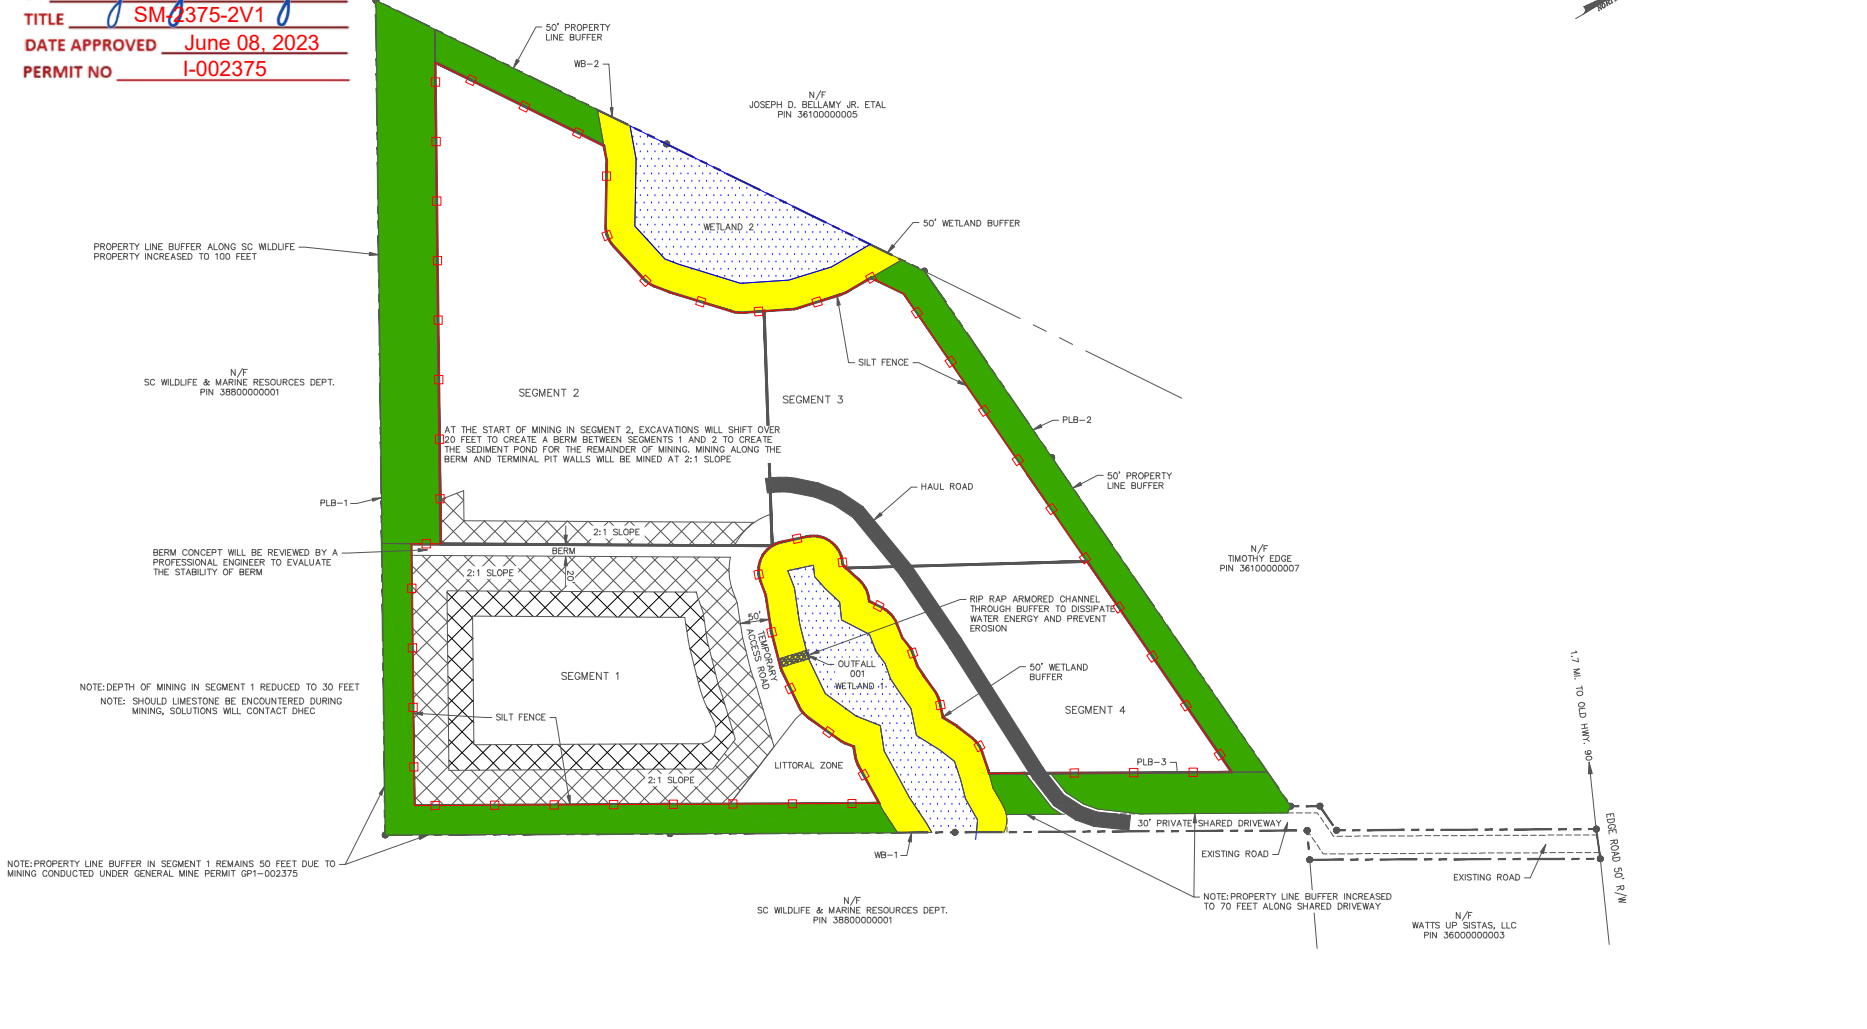 TITLE SM-2375-2V1
DATE APPROVED June 08, 2023
PERMIT NO I-002375
50' PROPERTY
LINE BUFFER
WB-2
N/F
JOSEPH D. BELLAMY JR. ETAL
PIN 36100000005
WETLAND 2
50' WETLAND BUFFER
PROPERTY LINE BUFFER ALONG SC WILDLIFE
PROPERTY INCREASED TO 100 FEET
N/F
SC WILDLIFE & MARINE RESOURCES DEPT.
PIN 38800000001
SILT FENCE
SEGMENT 2
SEGMENT 3
AT THE START OF MINING IN SEGMENT 2, EXCAVATIONS WILL SHIFT OVER
20 FEET TO CREATE A BERM BETWEEN SEGMENTS 1 AND 2 TO CREATE
THE SEDIMENT POND FOR THE REMAINDER OF MINING. MINING ALONG THE
BERM AND TERMINAL PIT WALLS WILL BE MINED AT 2:1 SLOPE
PLB-2
50' PROPERTY
LINE BUFFER
HAUL ROAD
PLB-1
2:1 SLOPE
BERM
20'
BERM CONCEPT WILL BE REVIEWED BY A
PROFESSIONAL ENGINEER TO EVALUATE
THE STABILITY OF BERM
2:1 SLOPE
N/F
TIMOTHY EDGE
PIN 36100000007
RIP RAP ARMORED CHANNEL
THROUGH BUFFER TO DISSIPATE
WATER ENERGY AND PREVENT
EROSION
50'
TEMPORARY
ACCESS ROAD
OUTFALL
001
WETLAND 1
50' WETLAND
BUFFER
SEGMENT 1
NOTE: DEPTH OF MINING IN SEGMENT 1 REDUCED TO 30 FEET
NOTE: SHOULD LIMESTONE BE ENCOUNTERED DURING
MINING, SOLUTIONS WILL CONTACT DHEC
SILT FENCE
SEGMENT 4
1.7 MI. TO OLD HWY. 90
LITTORAL ZONE
2:1 SLOPE
PLB-3
30' PRIVATE SHARED DRIVEWAY
EDGE ROAD 50' R/W
WB-1
EXISTING ROAD
EXISTING ROAD
NOTE: PROPERTY LINE BUFFER IN SEGMENT 1 REMAINS 50 FEET DUE TO
MINING CONDUCTED UNDER GENERAL MINE PERMIT GP1-002375
NOTE: PROPERTY LINE BUFFER INCREASED
TO 70 FEET ALONG SHARED DRIVEWAY
N/F
SC WILDLIFE & MARINE RESOURCES DEPT.
PIN 38800000001
N/F
WATTS UP SISTAS, LLC
PIN 36000000003